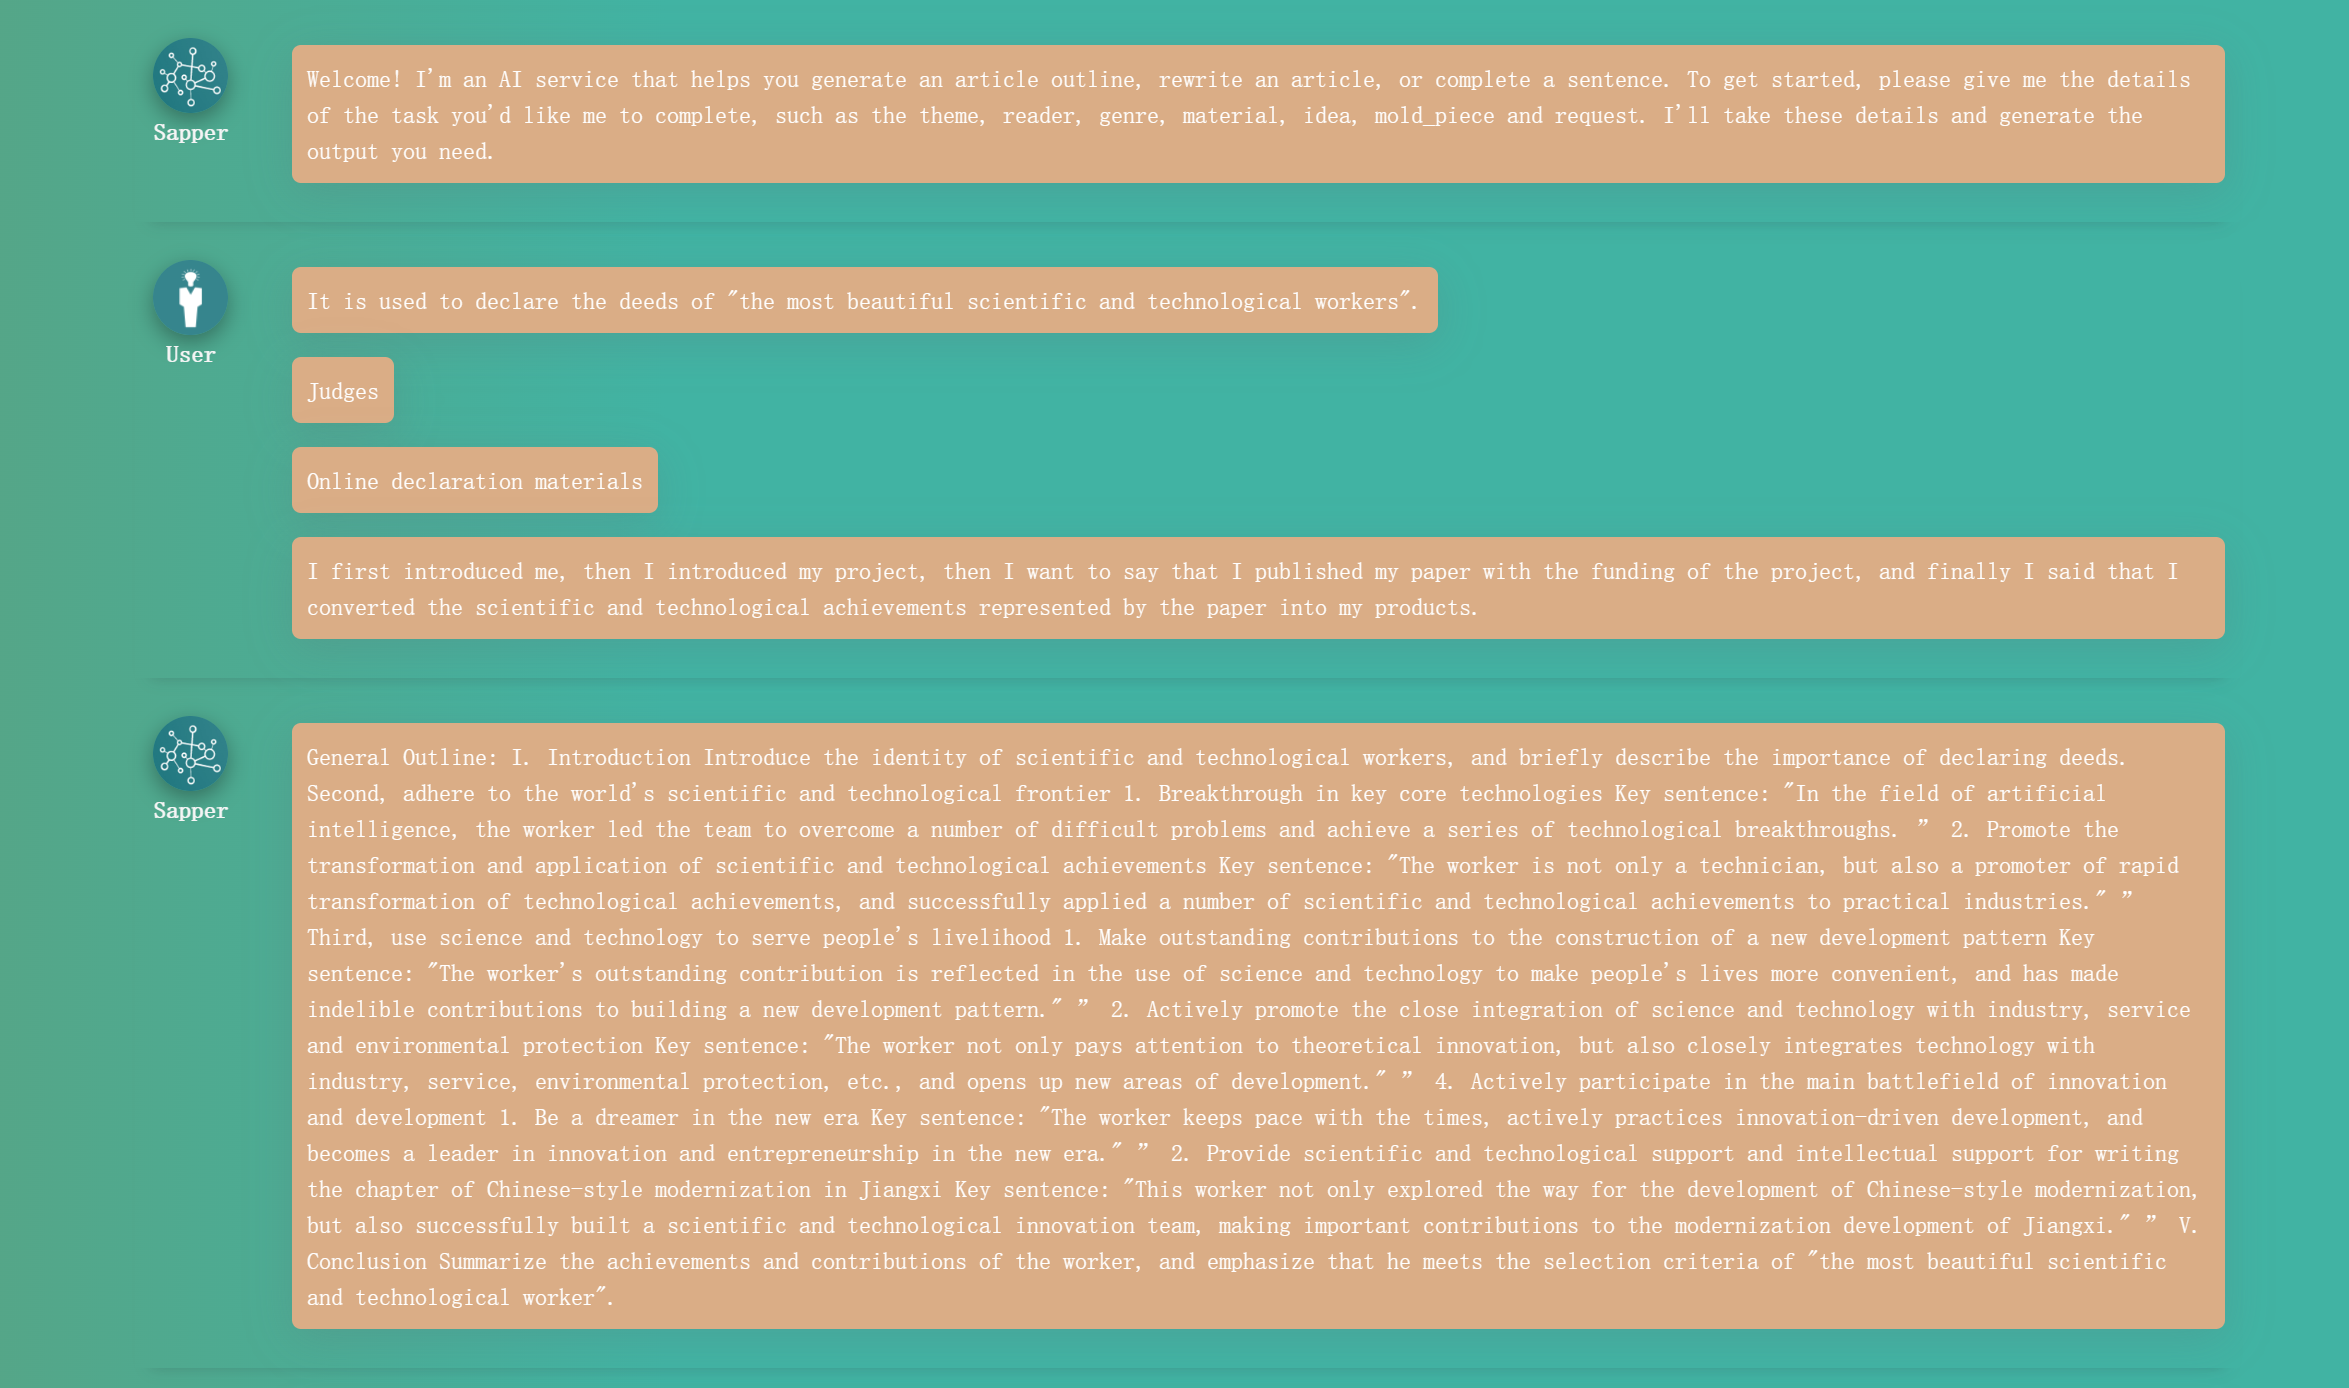 Welcome! I'm an AI service that helps you generate an article outline, rewrite an article, or complete a sentence. To get started, please give me the details
of the task you'd like me to complete, such as the theme, reader, genre, material, idea, mold_piece and request. I'll take these details and generate the
output you need.
Sapper
It is used to declare the deeds of "the most beautiful scientific and technological workers".
User
Judges
Online declaration materials
I first introduced me, then I introduced my project, then I want to say that I published my paper with the funding of the project, and finally I said that I
converted the scientific and technological achievements represented by the paper into my products.
Sapper
General Outline: I. Introduction Introduce the identity of scientific and technological workers, and briefly describe the importance of declaring deeds.
Second, adhere to the world's scientific and technological frontier 1. Breakthrough in key core technologies Key sentence: "In the field of artificial
intelligence, the worker led the team to overcome a number of difficult problems and achieve a series of technological breakthroughs. ” 2. Promote the
transformation and application of scientific and technological achievements Key sentence: "The worker is not only a technician, but also a promoter of rapid
transformation of technological achievements, and successfully applied a number of scientific and technological achievements to practical industries." ”
Third, use science and technology to serve people's livelihood 1. Make outstanding contributions to the construction of a new development pattern Key
sentence: "The worker's outstanding contribution is reflected in the use of science and technology to make people's lives more convenient, and has made
indelible contributions to building a new development pattern." ” 2. Actively promote the close integration of science and technology with industry, service
and environmental protection Key sentence: "The worker not only pays attention to theoretical innovation, but also closely integrates technology with
industry, service, environmental protection, etc., and opens up new areas of development." ” 4. Actively participate in the main battlefield of innovation
and development 1. Be a dreamer in the new era Key sentence: "The worker keeps pace with the times, actively practices innovation-driven development, and
becomes a leader in innovation and entrepreneurship in the new era." ” 2. Provide scientific and technological support and intellectual support for writing
the chapter of Chinese-style modernization in Jiangxi Key sentence: "This worker not only explored the way for the development of Chinese-style modernization,
but also successfully built a scientific and technological innovation team, making important contributions to the modernization development of Jiangxi." ” V.
Conclusion Summarize the achievements and contributions of the worker, and emphasize that he meets the selection criteria of "the most beautiful scientific
and technological worker".